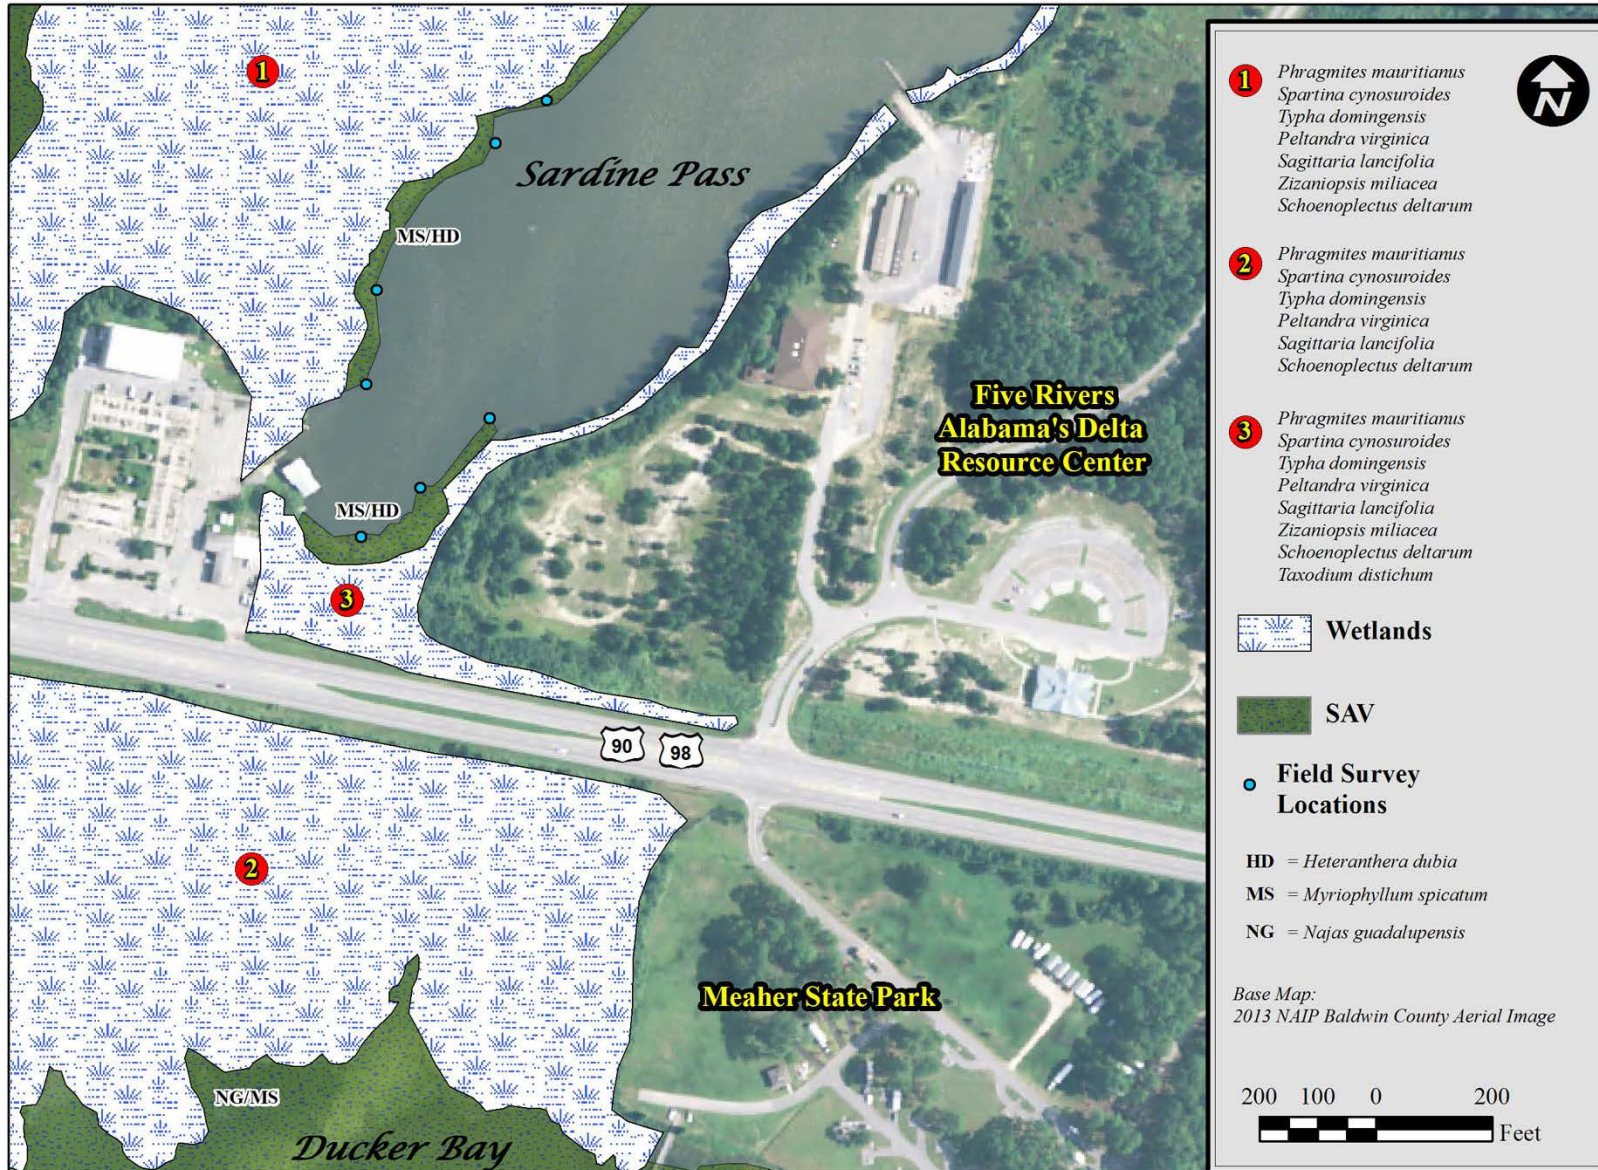 1
Sardine Pass
MS/HD
Five Rivers
Alabama's Delta
Resource Center
MS/HD
3
90
98
2
Meaher State Park
NG/MS
Ducker Bay
N
1
Phragmites mauritianus
Spartina cynosuroides
Typha domingensis
Peltandra virginica
Sagittaria lancifolia
Zizaniopsis miliacea
Schoenoplectus deltarum
2
Phragmites mauritianus
Spartina cynosuroides
Typha domingensis
Peltandra virginica
Sagittaria lancifolia
Schoenoplectus deltarum
3
Phragmites mauritianus
Spartina cynosuroides
Typha domingensis
Peltandra virginica
Sagittaria lancifolia
Zizaniopsis miliacea
Schoenoplectus deltarum
Taxodium distichum
Wetlands
SAV
Field Survey
Locations
HD = Heteranthera dubia
MS = Myriophyllum spicatum
NG = Najas guadalupensis
Base Map:
2013 NAIP Baldwin County Aerial Image
200 100 0 200
Feet